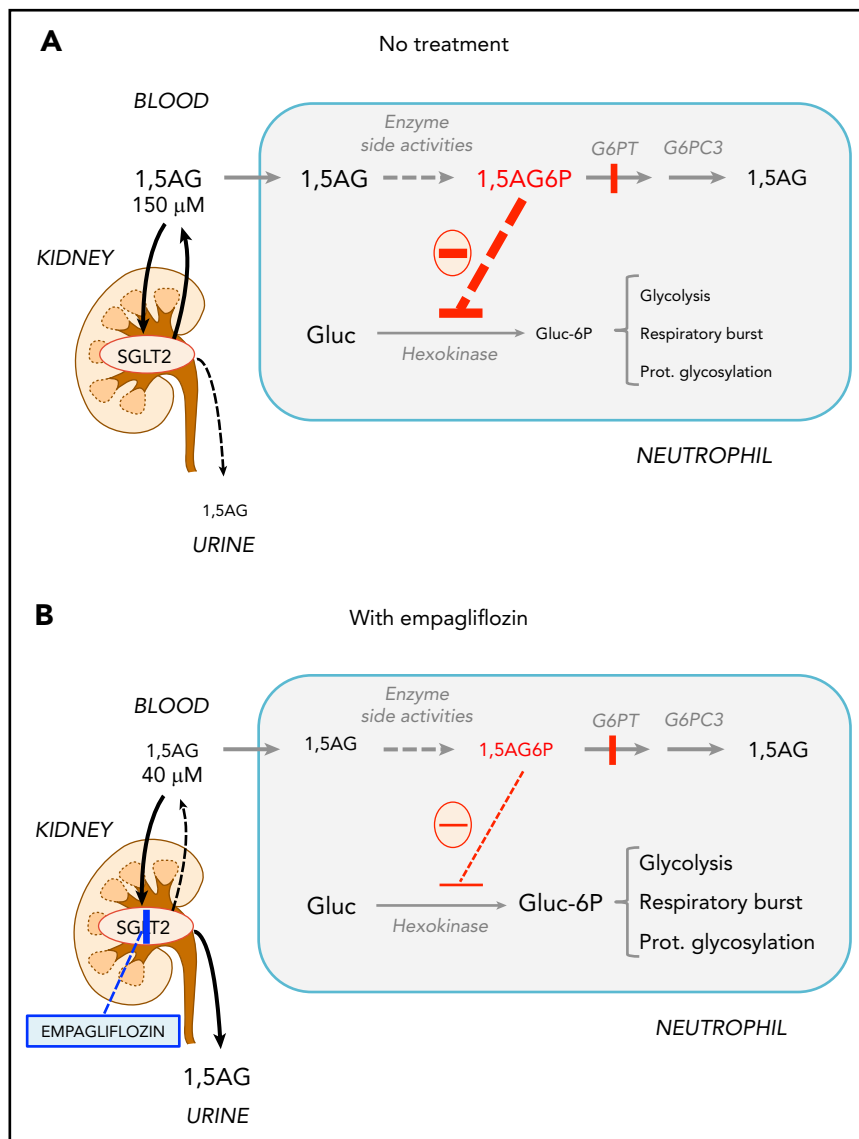 A
No treatment
BLOOD
Enzyme
side activities
G6PT
G6PC3
1,5AG
150 µM
1,5AG
1,5AG6P
1,5AG
KIDNEY
SGLT2
Gluc
Hexokinase
Gluc-6P
Glycolysis
Respiratory burst
Prot. glycosylation
NEUTROPHIL
1,5AG
URINE
B
With empagliflozin
BLOOD
Enzyme
side activities
G6PT
G6PC3
1,5AG
40 µM
1,5AG
1,5AG6P
1,5AG
KIDNEY
SGLT2
Gluc
Hexokinase
Gluc-6P
Glycolysis
Respiratory burst
Prot. glycosylation
EMPAGLIFLOZIN
NEUTROPHIL
1,5AG
URINE